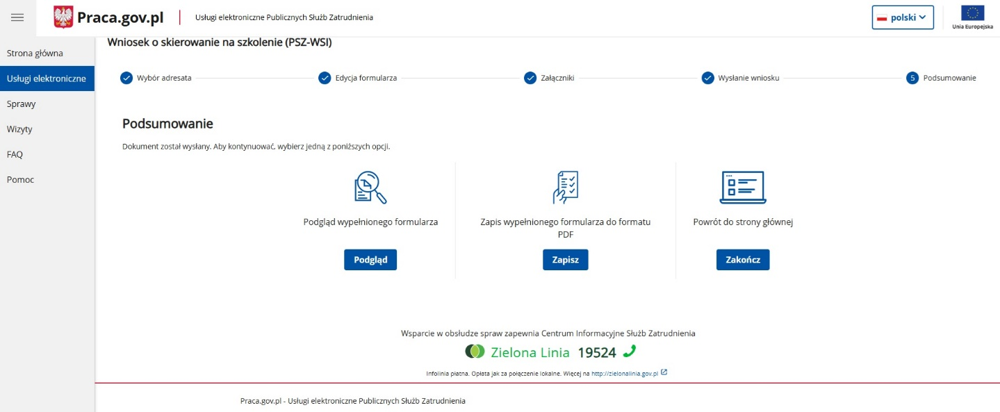 Praca.gov.pl
Usługi elektroniczne Publicznych Służb Zatrudnienia
polski
Unia Europejska
Strona główna
Usługi elektroniczne
Sprawy
Wizyty
FAQ
Pomoc
Wniosek o skierowanie na szkolenie (PSZ-WSI)
Wybór adresata
Edycja formularza
Załączniki
Wysłanie wniosku
5 Podsumowanie
Podsumowanie
Dokument został wysłany. Aby kontynuować, wybierz jedną z poniższych opcji.
Podgląd wypełnionego formularza
Podgląd
Zapis wypełnionego formularza do formatu
PDF
Zapisz
Powrót do strony głównej
Zakończ
Wsparcie w obsłudze spraw zapewnia Centrum Informacyjne Służb Zatrudnienia
Zielona Linia 19524
Infolinia płatna. Opłata jak za połączenie lokalne. Więcej na http://zielonalinia.gov.pl
Praca.gov.pl - Usługi elektroniczne Publicznych Służb Zatrudnienia